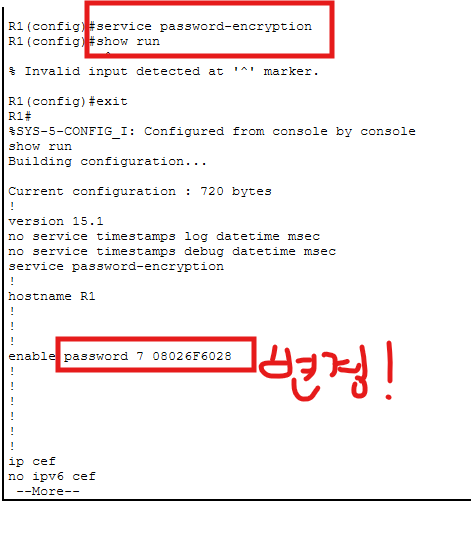 R1(config)#service password-encryption
R1(config)#show run
^
% Invalid input detected at '^' marker.
R1(config)#exit
R1#
%SYS-5-CONFIG_I: Configured from console by console
show run
Building configuration...
Current configuration : 720 bytes
!
version 15.1
no service timestamps log datetime msec
no service timestamps debug datetime msec
service password-encryption
!
hostname R1
!
!
!
enable password 7 08026F6028
변경!
!
!
!
!
!
!
ip cef
no ipv6 cef
--More--